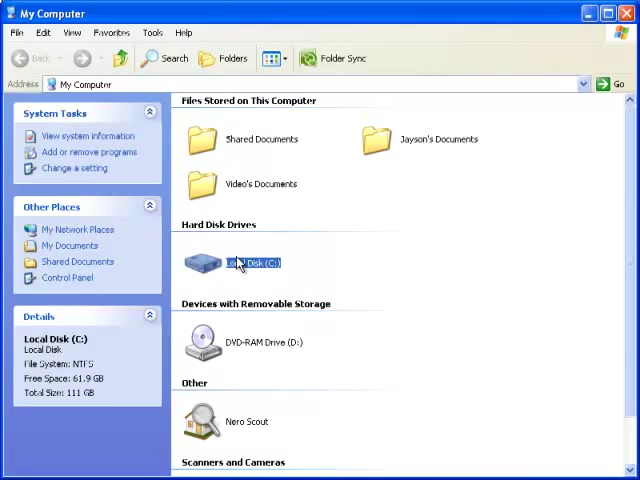 My Computer
File Edit View Favorites Tools Help
Back Search Folders Folder Sync
Address My Computer Go
System Tasks
View system information
Add or remove programs
Change a setting
Other Places
My Network Places
My Documents
Shared Documents
Control Panel
Details
Local Disk (C:)
Local Disk
File System: NTFS
Free Space: 61.9 GB
Total Size: 111 GB
Files Stored on This Computer
Shared Documents Jayson's Documents
Video's Documents
Hard Disk Drives
Local Disk (C:)
Devices with Removable Storage
DVD-RAM Drive (D:)
Other
Nero Scout
Scanners and Cameras